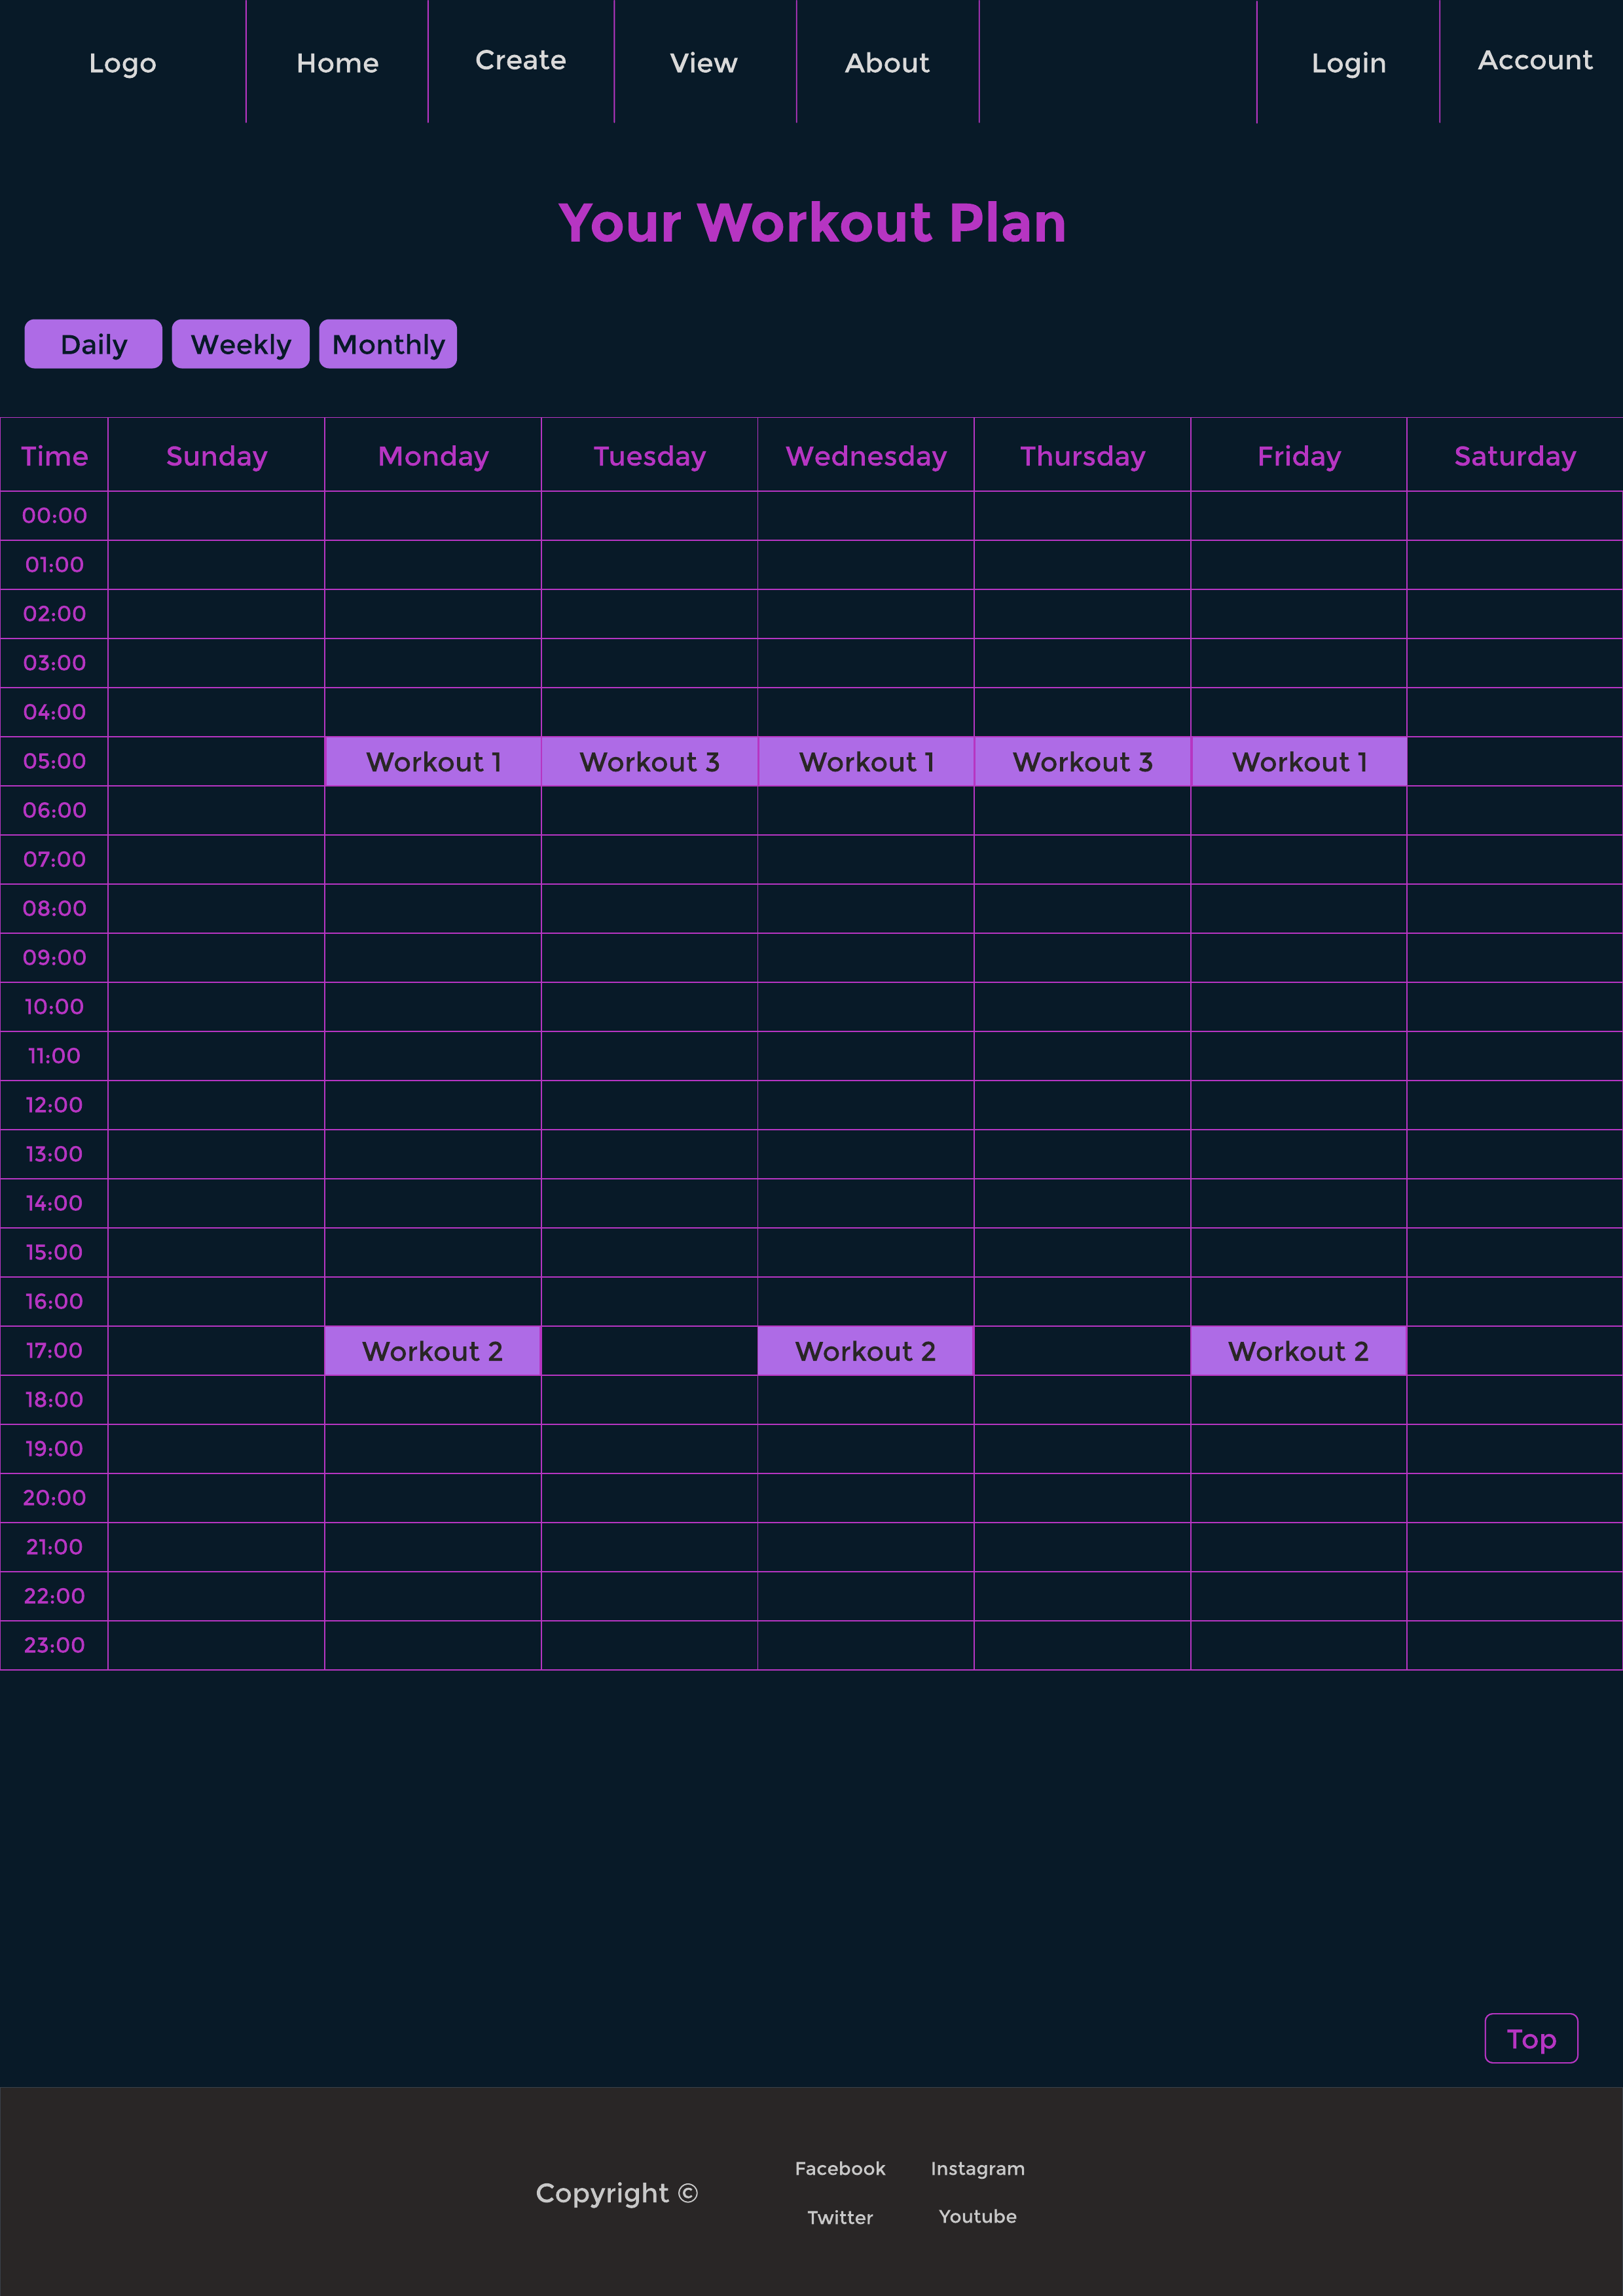 Logo Home Create View About Login Account
Your Workout Plan
Daily Weekly Monthly
Time Sunday Monday Tuesday Wednesday Thursday Friday Saturday
00:00
01:00
02:00
03:00
04:00
05:00 Workout 1 Workout 3 Workout 1 Workout 3 Workout 1
06:00
07:00
08:00
09:00
10:00
11:00
12:00
13:00
14:00
15:00
16:00
17:00 Workout 2 Workout 2 Workout 2
18:00
19:00
20:00
21:00
22:00
23:00
Top
Copyright ©
Facebook Instagram
Twitter Youtube